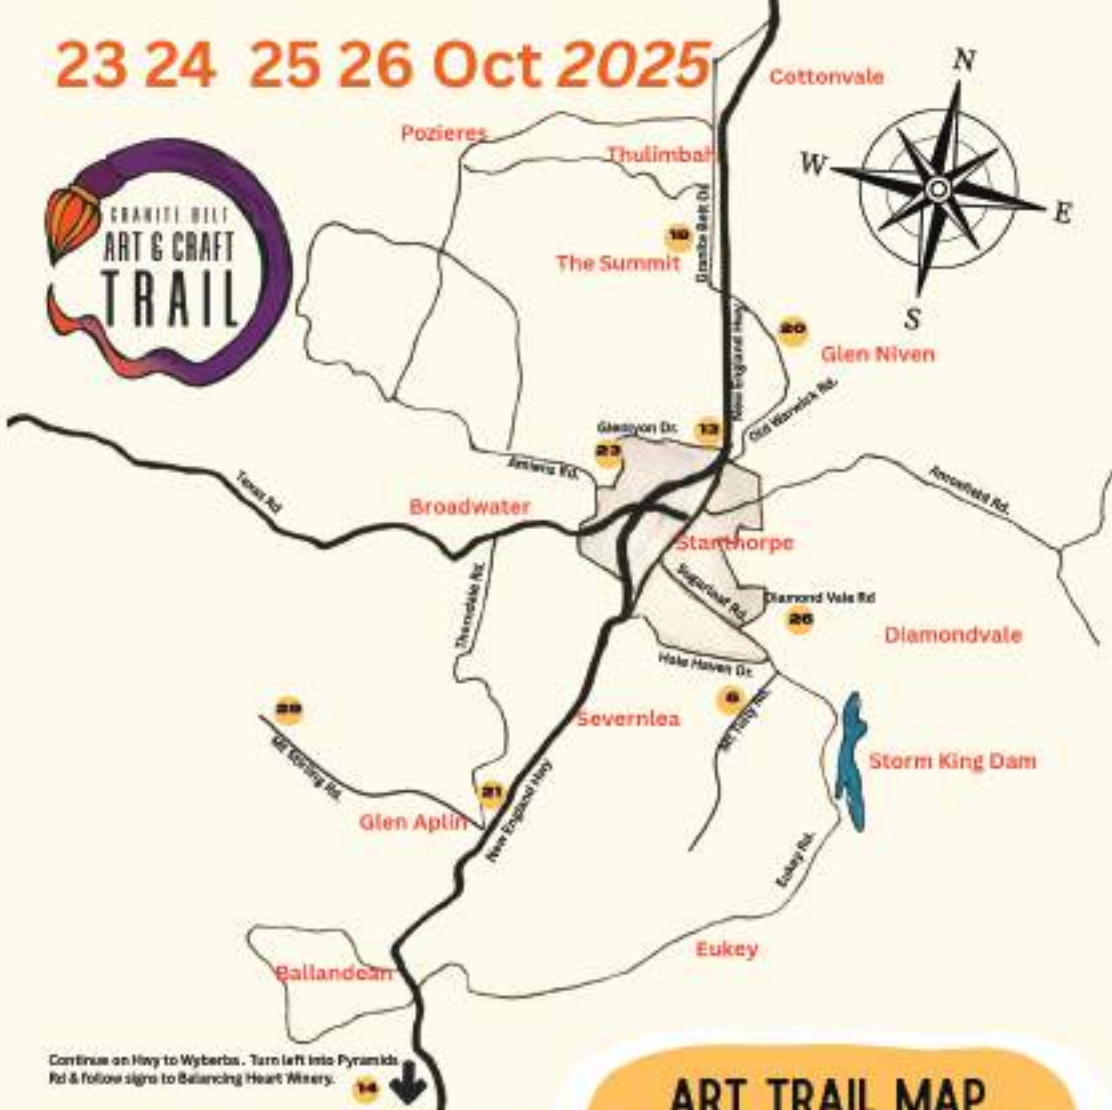 23 24 25 26 Oct 2025
Cottonvale
N
W
E
S
Pozieres
Thulimbah
GRANITE BELT
ART & CRAFT
TRAIL
Granite Belt Dr
The Summit
20
New England Hwy
Glen Niven
Old Warwick Rd.
Glenlyon Dr.
13
23
Amiens Rd.
Texas Rd
Broadwater
Stanthorpe
Sugarloaf Rd.
Diamond Vale Rd
26
Diamondvale
Thorndale Rd.
Hale Haven Dr.
6
Mt Tully Rd.
Severnlea
Storm King Dam
Mt Stirling Rd.
21
Glen Aplin
New England Hwy
Eukey Rd.
Eukey
Ballandean
Continue on Hwy to Wyberba. Turn left into Pyramids
Rd & follow signs to Balancing Heart Winery.
14
ART TRAIL MAP